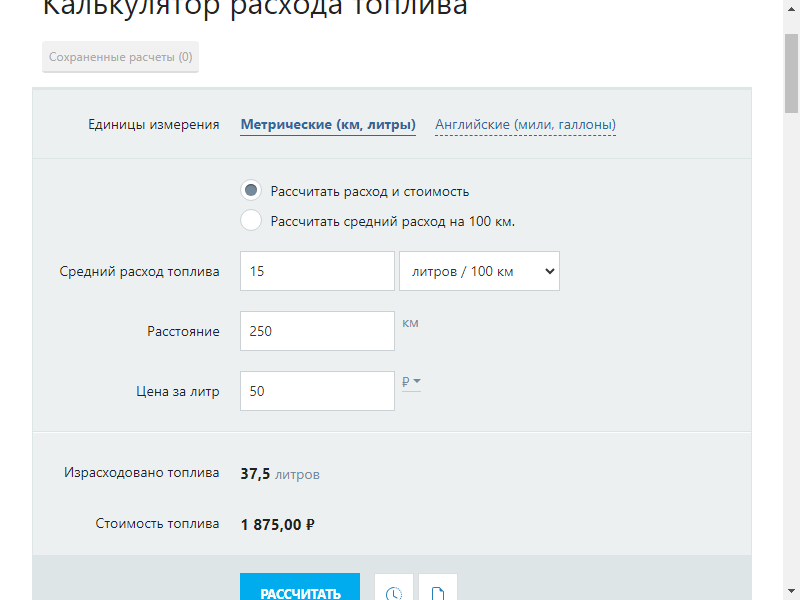 Калькулятор расхода топлива
Сохраненные расчеты (0)
Единицы измерения Метрические (км, литры) Английские (мили, галлоны)
Рассчитать расход и стоимость
Рассчитать средний расход на 100 км.
Средний расход топлива 15 литров / 100 км
Расстояние 250 км
Цена за литр 50 ₽
Израсходовано топлива 37,5 литров
Стоимость топлива 1 875,00 ₽
РАССЧИТАТЬ